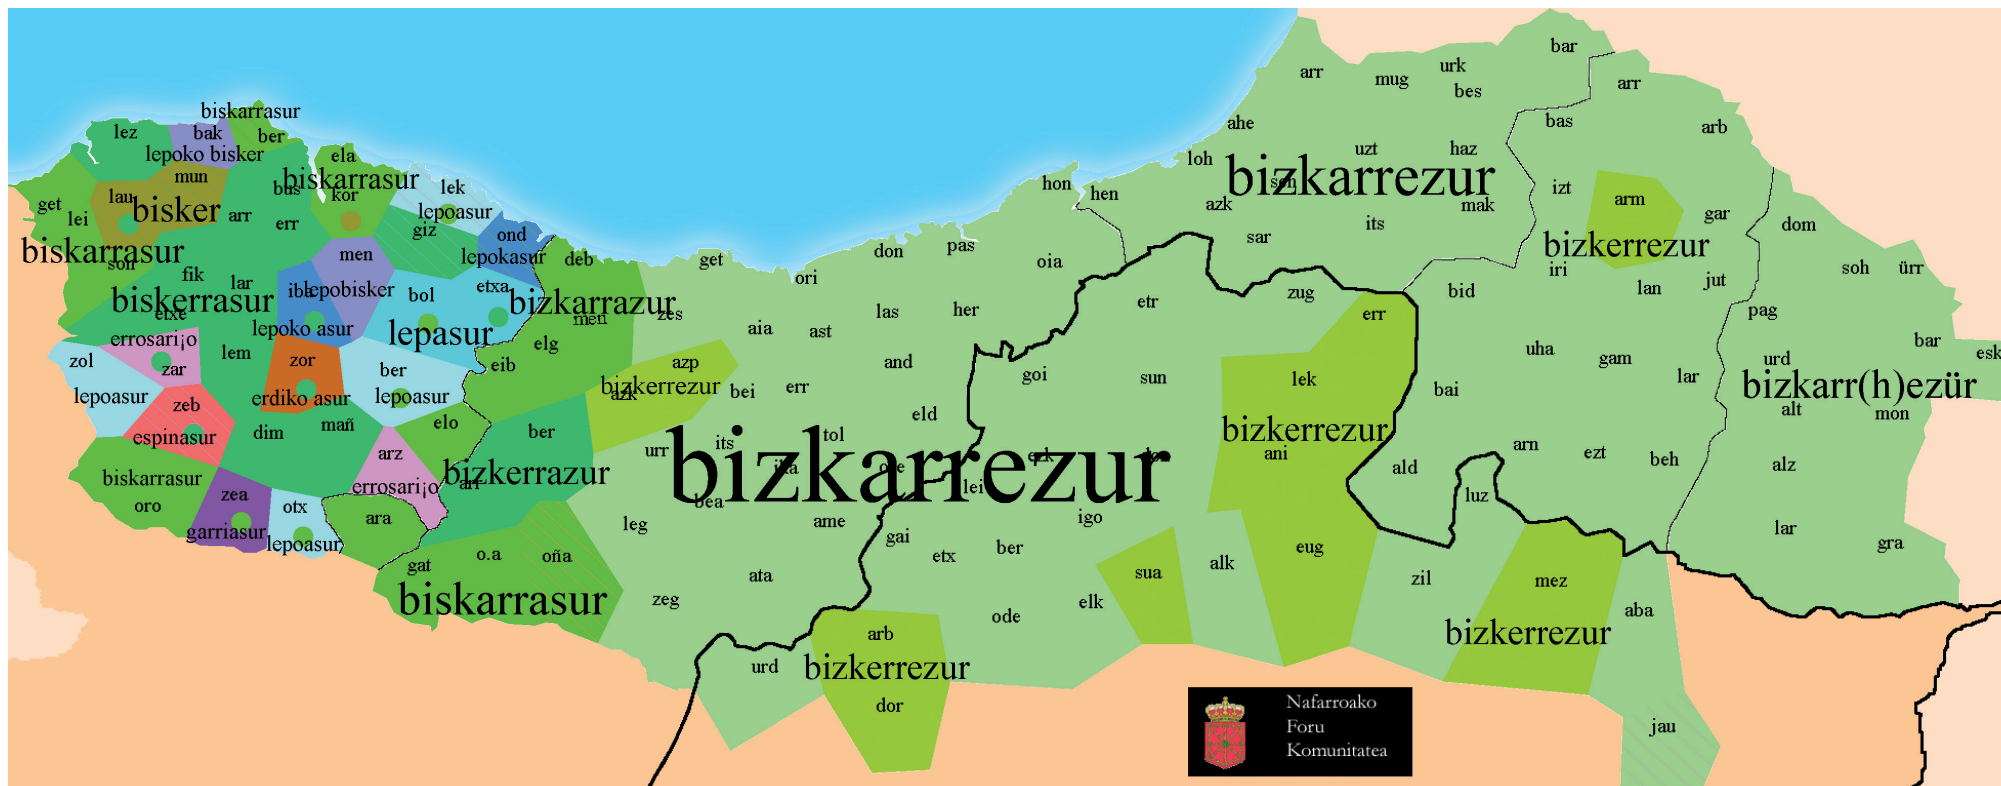 biskarrasur
lez
bak
ber
lepoko bisker
ela
biskarrasur
mun
bus
kor
lek
lau
bisker
get
lei
arr
err
lepoasur
giz
ond
lepokasur
biskarrasur
son
men
deb
fik
lar
iba
lepobisker
bol
etxa
biskerrasur
bizkarrazur
etxe
men
lepoko asur
lepasur
errosari¡o
elg
zol
zar
lem
zor
ber
eib
lepoasur
zeb
erdiko asur
lepoasur
espinasur
dim
mañ
elo
ber
arz
biskarrasur
errosari¡o
bizkerrazur
arr
oro
zea
otx
ara
garriasur
lepoasur
gat
o.a
oña
biskarrasur
get
ori
don
pas
hon
hen
oia
zes
aia
ast
las
her
azp
bizkerrezur
azk
bei
err
and
eld
urr
its
tol
bizkarrezur
bea
leg
ame
ata
zeg
goi
etr
sun
lei
igo
gai
etx
ber
ode
elk
sua
alk
urd
arb
bizkerrezur
dor
zug
err
lek
bizkerrezur
ani
eug
zil
luz
mez
bizkerrezur
aba
jau
arr
mug
urk
bes
bar
ahe
loh
uzt
haz
bizkarrezur
azk
mak
sar
its
arr
bas
arb
izt
arm
gar
bizkerrezur
iri
lan
jut
bid
uha
gam
lar
bai
arn
ezt
beh
ald
dom
soh
ürr
pag
bar
esk
urd
bizkarr(h)ezür
alt
mon
alz
lar
gra
Nafarroako
Foru
Komunitatea